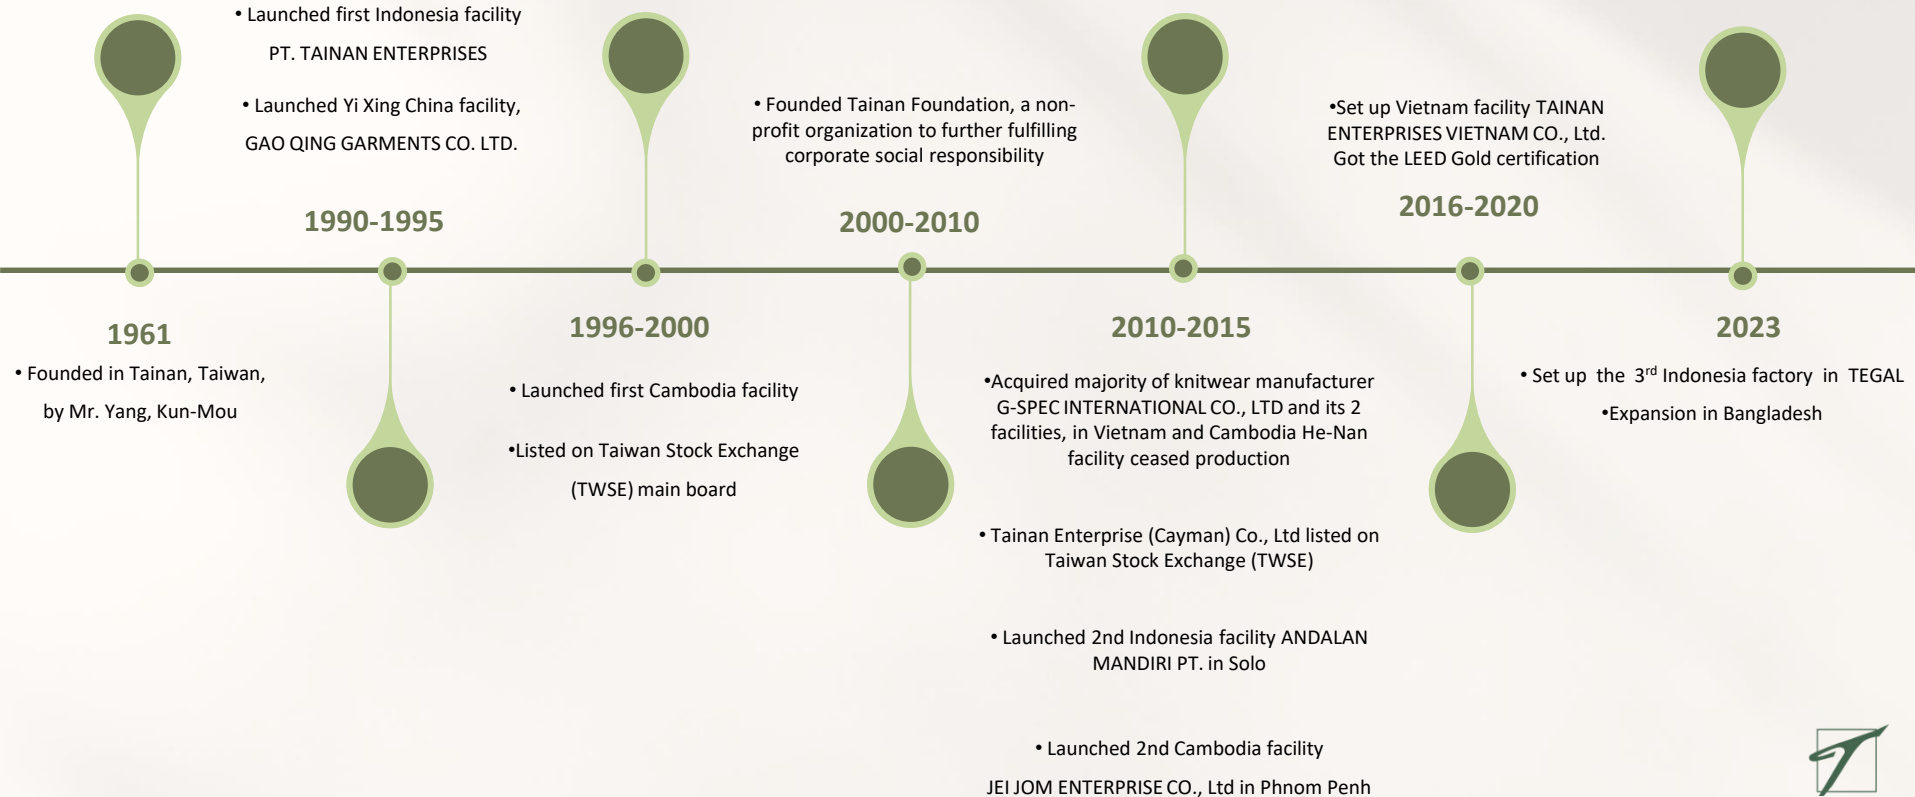 • Launched first Indonesia facility
PT. TAINAN ENTERPRISES
• Launched Yi Xing China facility,
GAO QING GARMENTS CO. LTD.
1990-1995
• Founded Tainan Foundation, a non-
profit organization to further fulfilling
corporate social responsibility
2000-2010
•Set up Vietnam facility TAINAN
ENTERPRISES VIETNAM CO., Ltd.
Got the LEED Gold certification
2016-2020
1961
• Founded in Tainan, Taiwan,
by Mr. Yang, Kun-Mou
1996-2000
• Launched first Cambodia facility
•Listed on Taiwan Stock Exchange
(TWSE) main board
2010-2015
•Acquired majority of knitwear manufacturer
G-SPEC INTERNATIONAL CO., LTD and its 2
facilities, in Vietnam and Cambodia He-Nan
facility ceased production
• Tainan Enterprise (Cayman) Co., Ltd listed on
Taiwan Stock Exchange (TWSE)
• Launched 2nd Indonesia facility ANDALAN
MANDIRI PT. in Solo
• Launched 2nd Cambodia facility
JEI JOM ENTERPRISE CO., Ltd in Phnom Penh
2023
• Set up the 3rd Indonesia factory in TEGAL
•Expansion in Bangladesh